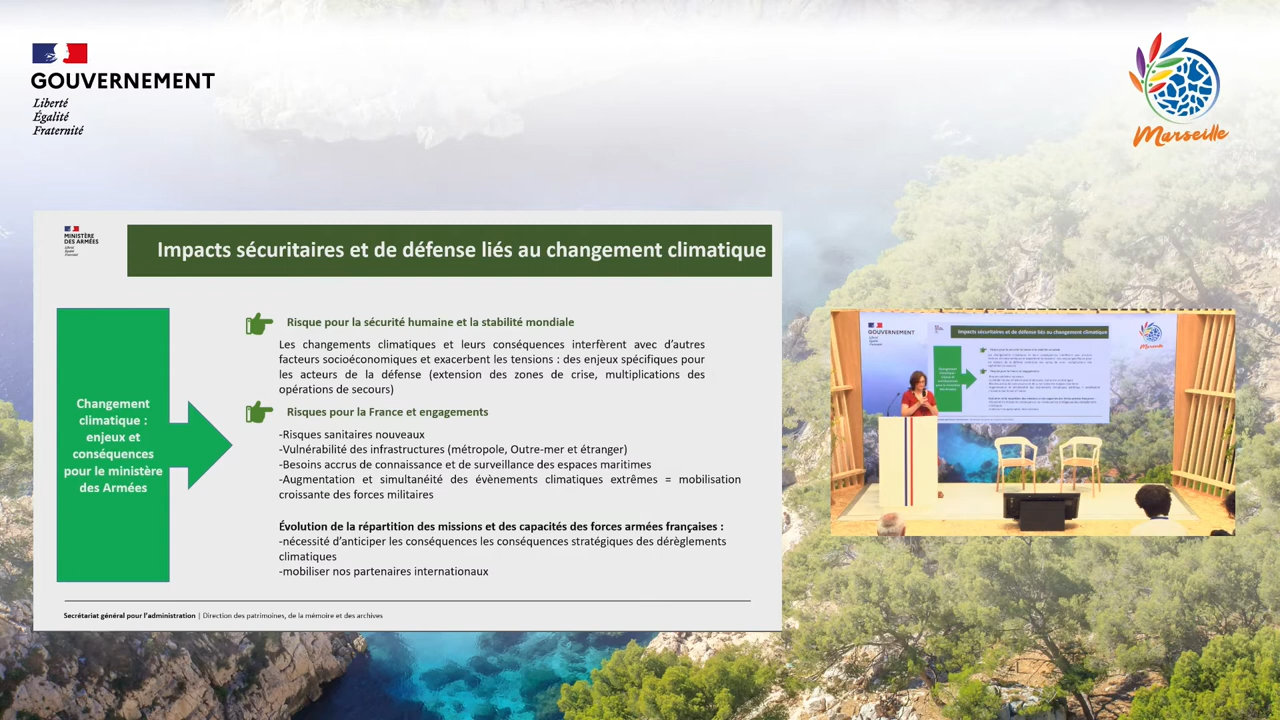 GOUVERNEMENT
Liberté
Égalité
Fraternité
Marseille
MINISTÈRE
DES ARMÉES
Liberté
Égalité
Fraternité
Impacts sécuritaires et de défense liés au changement climatique
Changement
climatique :
enjeux et
conséquences
pour le ministère
des Armées
Risque pour la sécurité humaine et la stabilité mondiale
Les changements climatiques et leurs conséquences interfèrent avec d'autres
facteurs socio-économiques et exacerbent les tensions : des enjeux spécifiques pour
les acteurs de la défense (extension des zones de crise, multiplications des
opérations de secours)
Risques pour la France et engagements
-Risques sanitaires nouveaux
-Vulnérabilité des infrastructures (métropole, Outre-mer et étranger)
-Besoins accrus de connaissance et de surveillance des espaces maritimes
-Augmentation et simultanéité des évènements climatiques extrêmes = mobilisation
croissante des forces militaires
Évolution de la répartition des missions et des capacités des forces armées françaises :
-nécessité d'anticiper les conséquences les conséquences stratégiques des dérèglements
climatiques
-mobiliser nos partenaires internationaux
Secrétariat général pour l'administration | Direction des patrimoines, de la mémoire et des archives
GOUVERNEMENT
Impacts sécuritaires et de défense liés au changement climatique